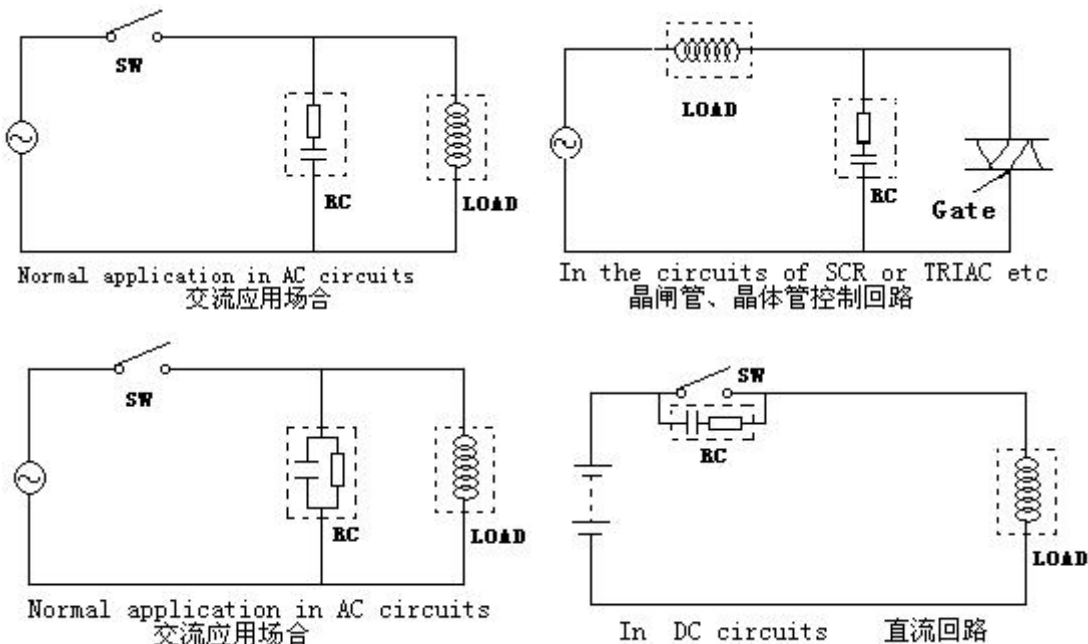 SW
RC
LOAD
Normal application in AC circuits
交流应用场合
LOAD
RC
Gate
In the circuits of SCR or TRIAC etc
晶闸管、晶体管控制回路
SW
RC
LOAD
Normal application in AC circuits
交流应用场合
SW
RC
LOAD
In DC circuits 直流回路